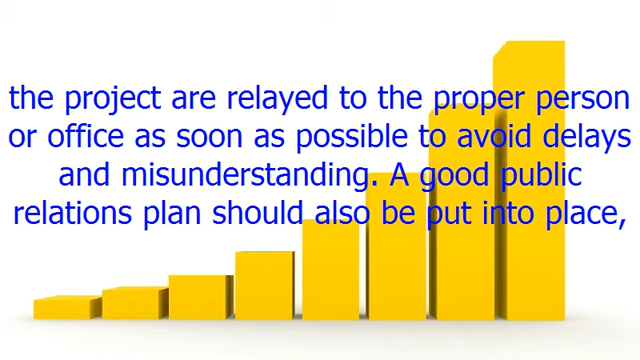 the project are relayed to the proper person
or office as soon as possible to avoid delays
and misunderstanding. A good public
relations plan should also be put into place,